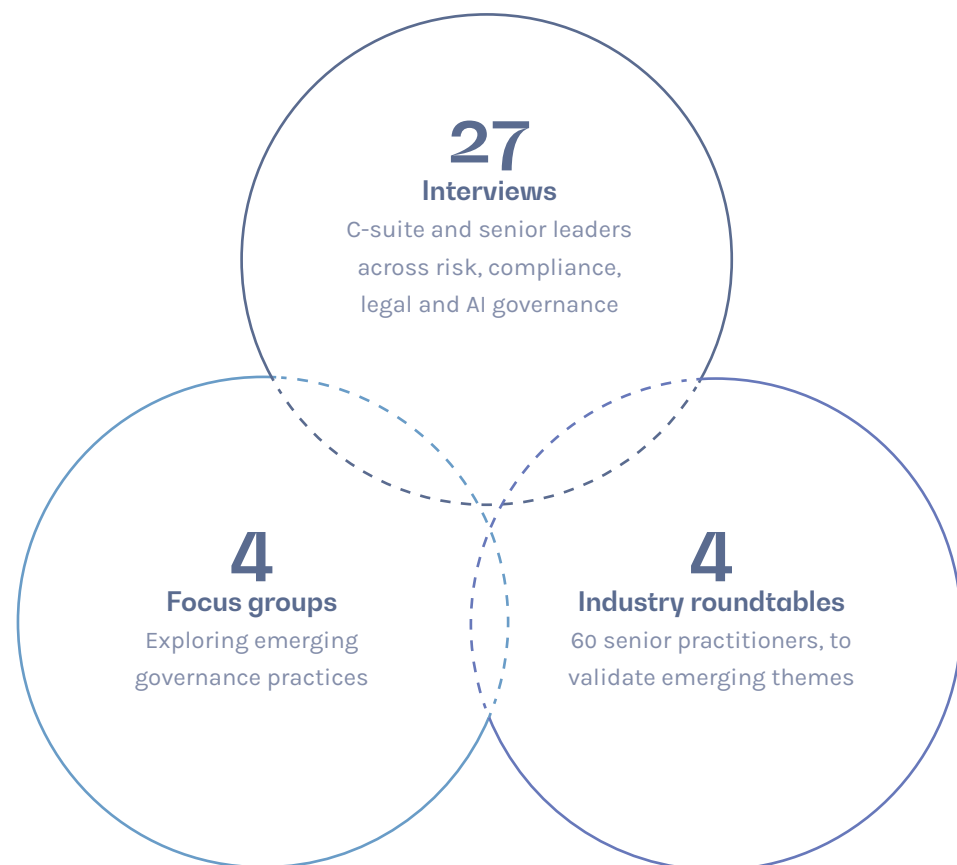 27
Interviews
C-suite and senior leaders
across risk, compliance,
legal and AI governance
4
Focus groups
Exploring emerging
governance practices
4
Industry roundtables
60 senior practitioners, to
validate emerging themes